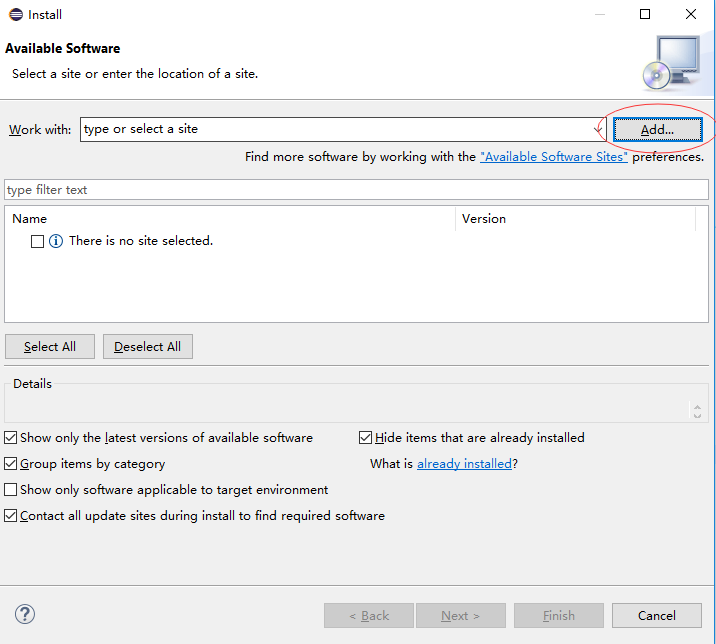 Install
Available Software
Select a site or enter the location of a site.
Work with: type or select a site Add...
Find more software by working with the "Available Software Sites" preferences.
type filter text
Name Version
There is no site selected.
Select All Deselect All
Details
Show only the latest versions of available software Hide items that are already installed
Group items by category What is already installed?
Show only software applicable to target environment
Contact all update sites during install to find required software
? < Back Next > Finish Cancel